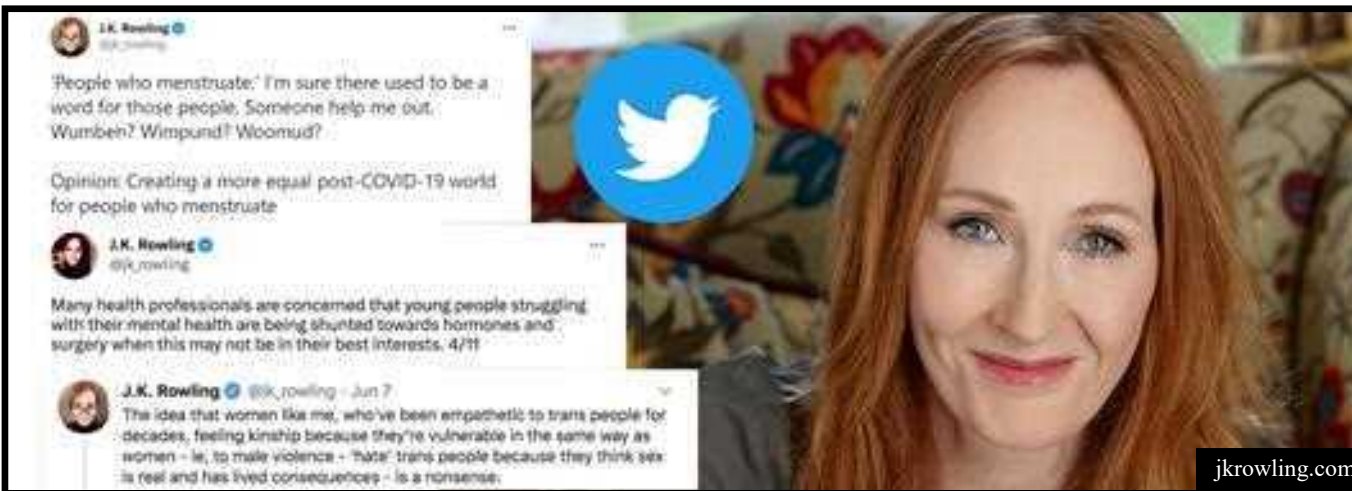 J.K. Rowling
@jk_rowling
'People who menstruate.' I'm sure there used to be a
word for those people. Someone help me out.
Wumben? Wimpund? Woomud?
Opinion: Creating a more equal post-COVID-19 world
for people who menstruate
J.K. Rowling
@jk_rowling
Many health professionals are concerned that young people struggling
with their mental health are being shunted towards hormones and
surgery when this may not be in their best interests. 4/11
J.K. Rowling @jk_rowling - Jun 7
The idea that women like me, who've been empathetic to trans people for
decades, feeling kinship because they're vulnerable in the same way as
women - ie, to male violence - 'hate' trans people because they think sex
is real and has lived consequences - is a nonsense.
jkrowling.com